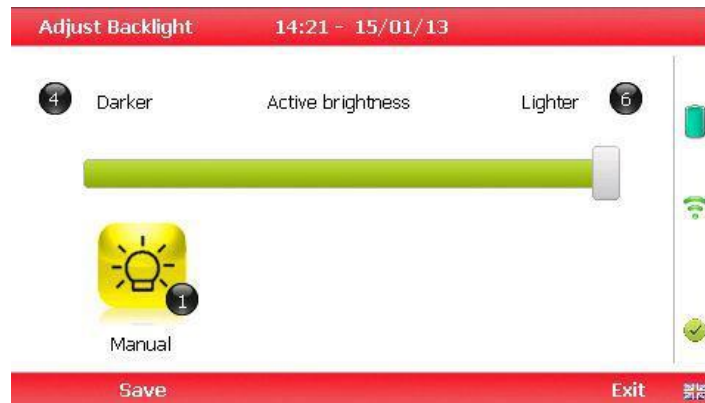 Adjust Backlight 14:21 - 15/01/13
4 Darker Active brightness Lighter 6
1
Manual
Save Exit